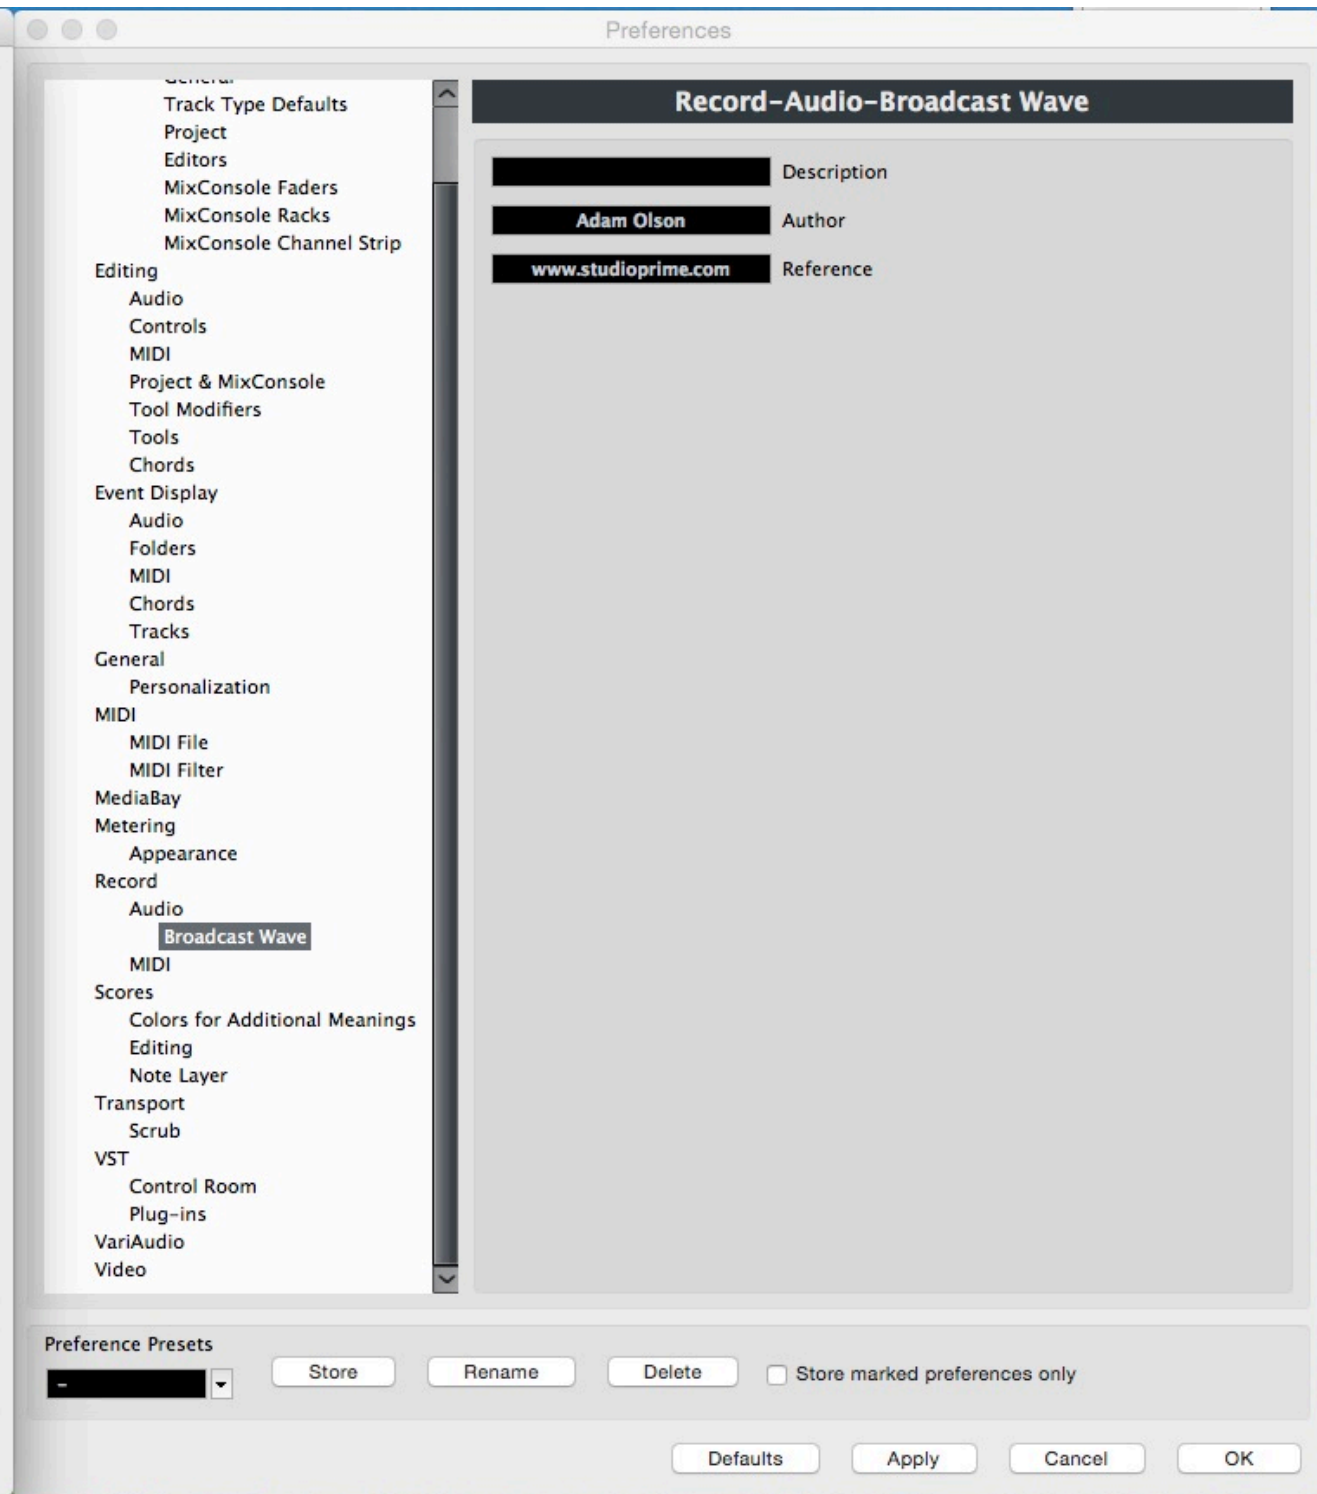 Preferences
General
Track Type Defaults
Project
Editors
MixConsole Faders
MixConsole Racks
MixConsole Channel Strip
Editing
Audio
Controls
MIDI
Project & MixConsole
Tool Modifiers
Tools
Chords
Event Display
Audio
Folders
MIDI
Chords
Tracks
General
Personalization
MIDI
MIDI File
MIDI Filter
MediaBay
Metering
Appearance
Record
Audio
Broadcast Wave
MIDI
Scores
Colors for Additional Meanings
Editing
Note Layer
Transport
Scrub
VST
Control Room
Plug-ins
VariAudio
Video
Record-Audio-Broadcast Wave
Description
Adam Olson Author
www.studioprime.com Reference
Preference Presets
– Store Rename Delete Store marked preferences only
Defaults Apply Cancel OK